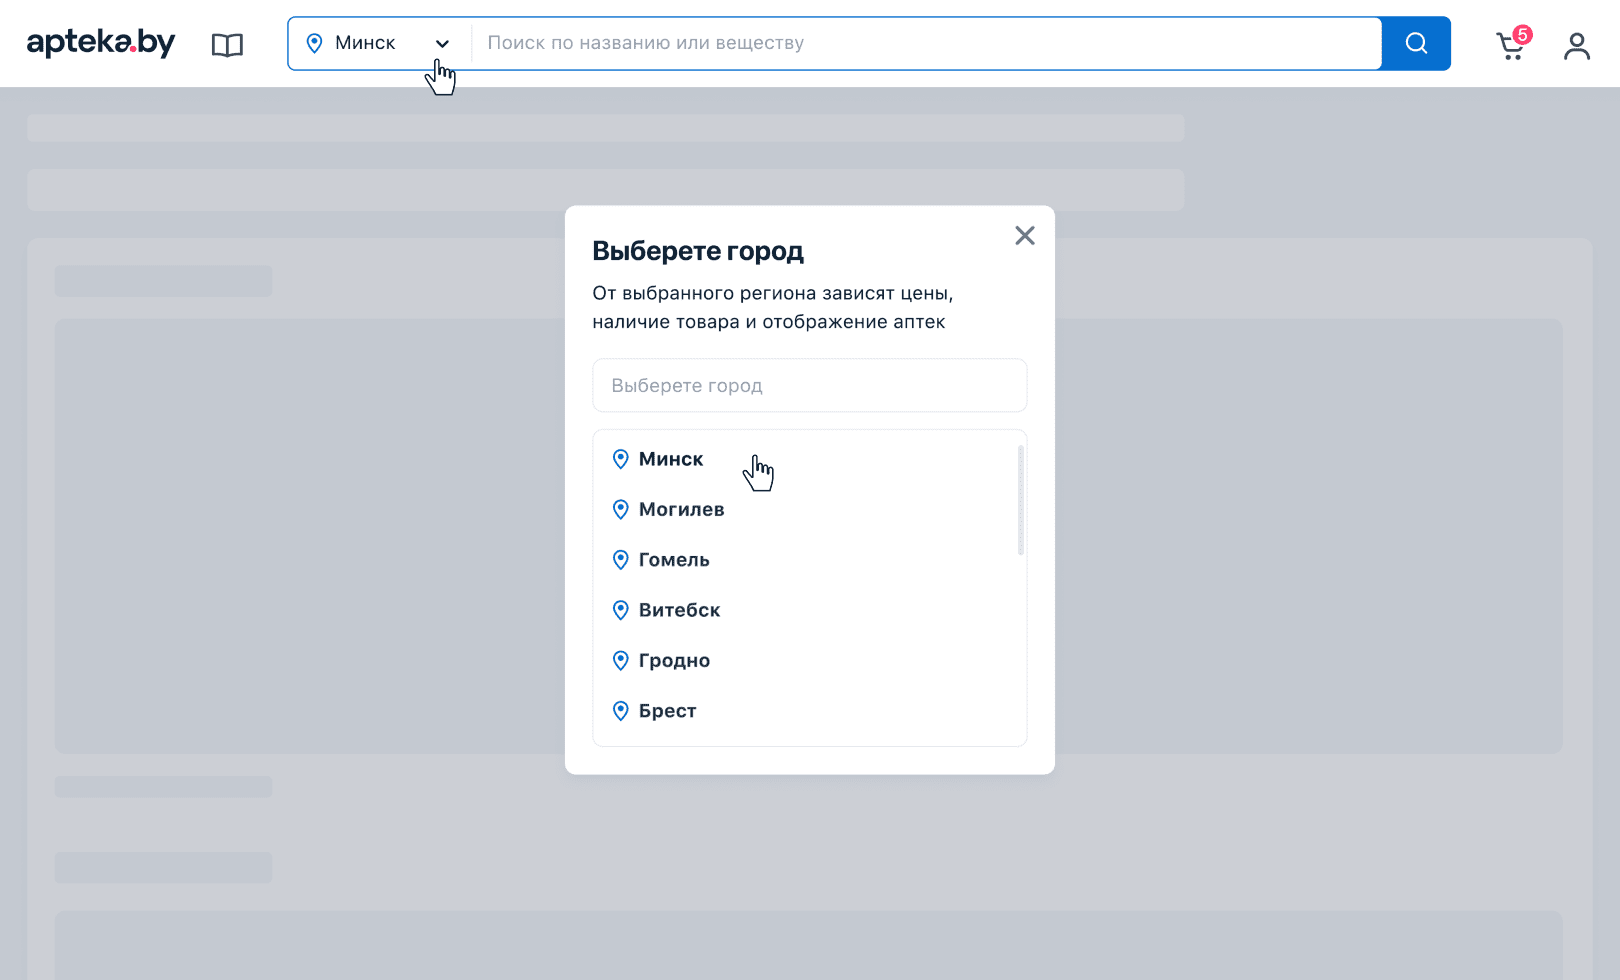 apteka.by
Минск
Поиск по названию или веществу
5
Выберете город
От выбранного региона зависят цены,
наличие товара и отображение аптек
Выберете город
Минск
Могилев
Гомель
Витебск
Гродно
Брест